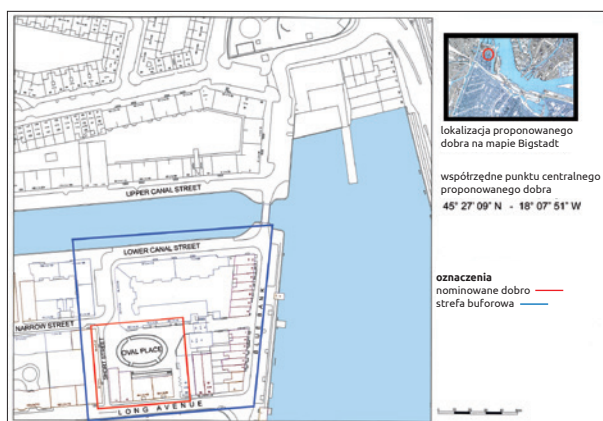 UPPER CANAL STREET
LOWER CANAL STREET
NARROW STREET
SHORT STREET
OVAL PLACE
BLUE BANK
LONG AVENUE
lokalizacja proponowanego
dobra na mapie Bigstadt
współrzędne punktu centralnego
proponowanego dobra
45° 27' 09" N - 18° 07' 51" W
oznaczenia
nominowane dobro
strefa buforowa